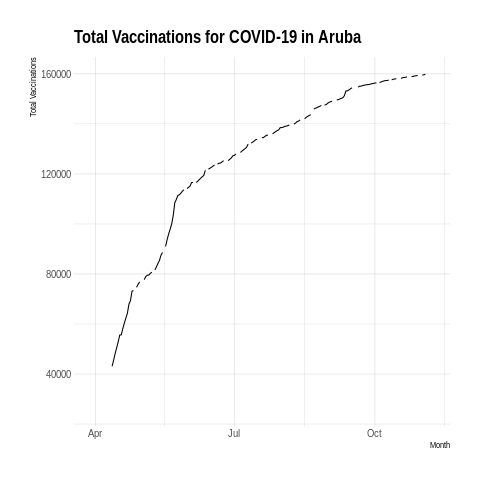 Total Vaccinations for COVID-19 in Aruba
Total Vaccinations
160000
120000
80000
40000
Apr Jul Oct
Month